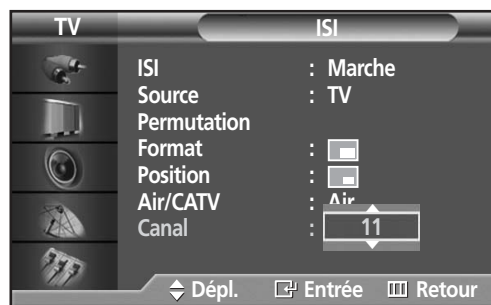 TV ISI
ISI : Marche
Source : TV
Permutation
Format :
Position :
Air/CATV : Air
Canal : 11
Dépl. Entrée Retour